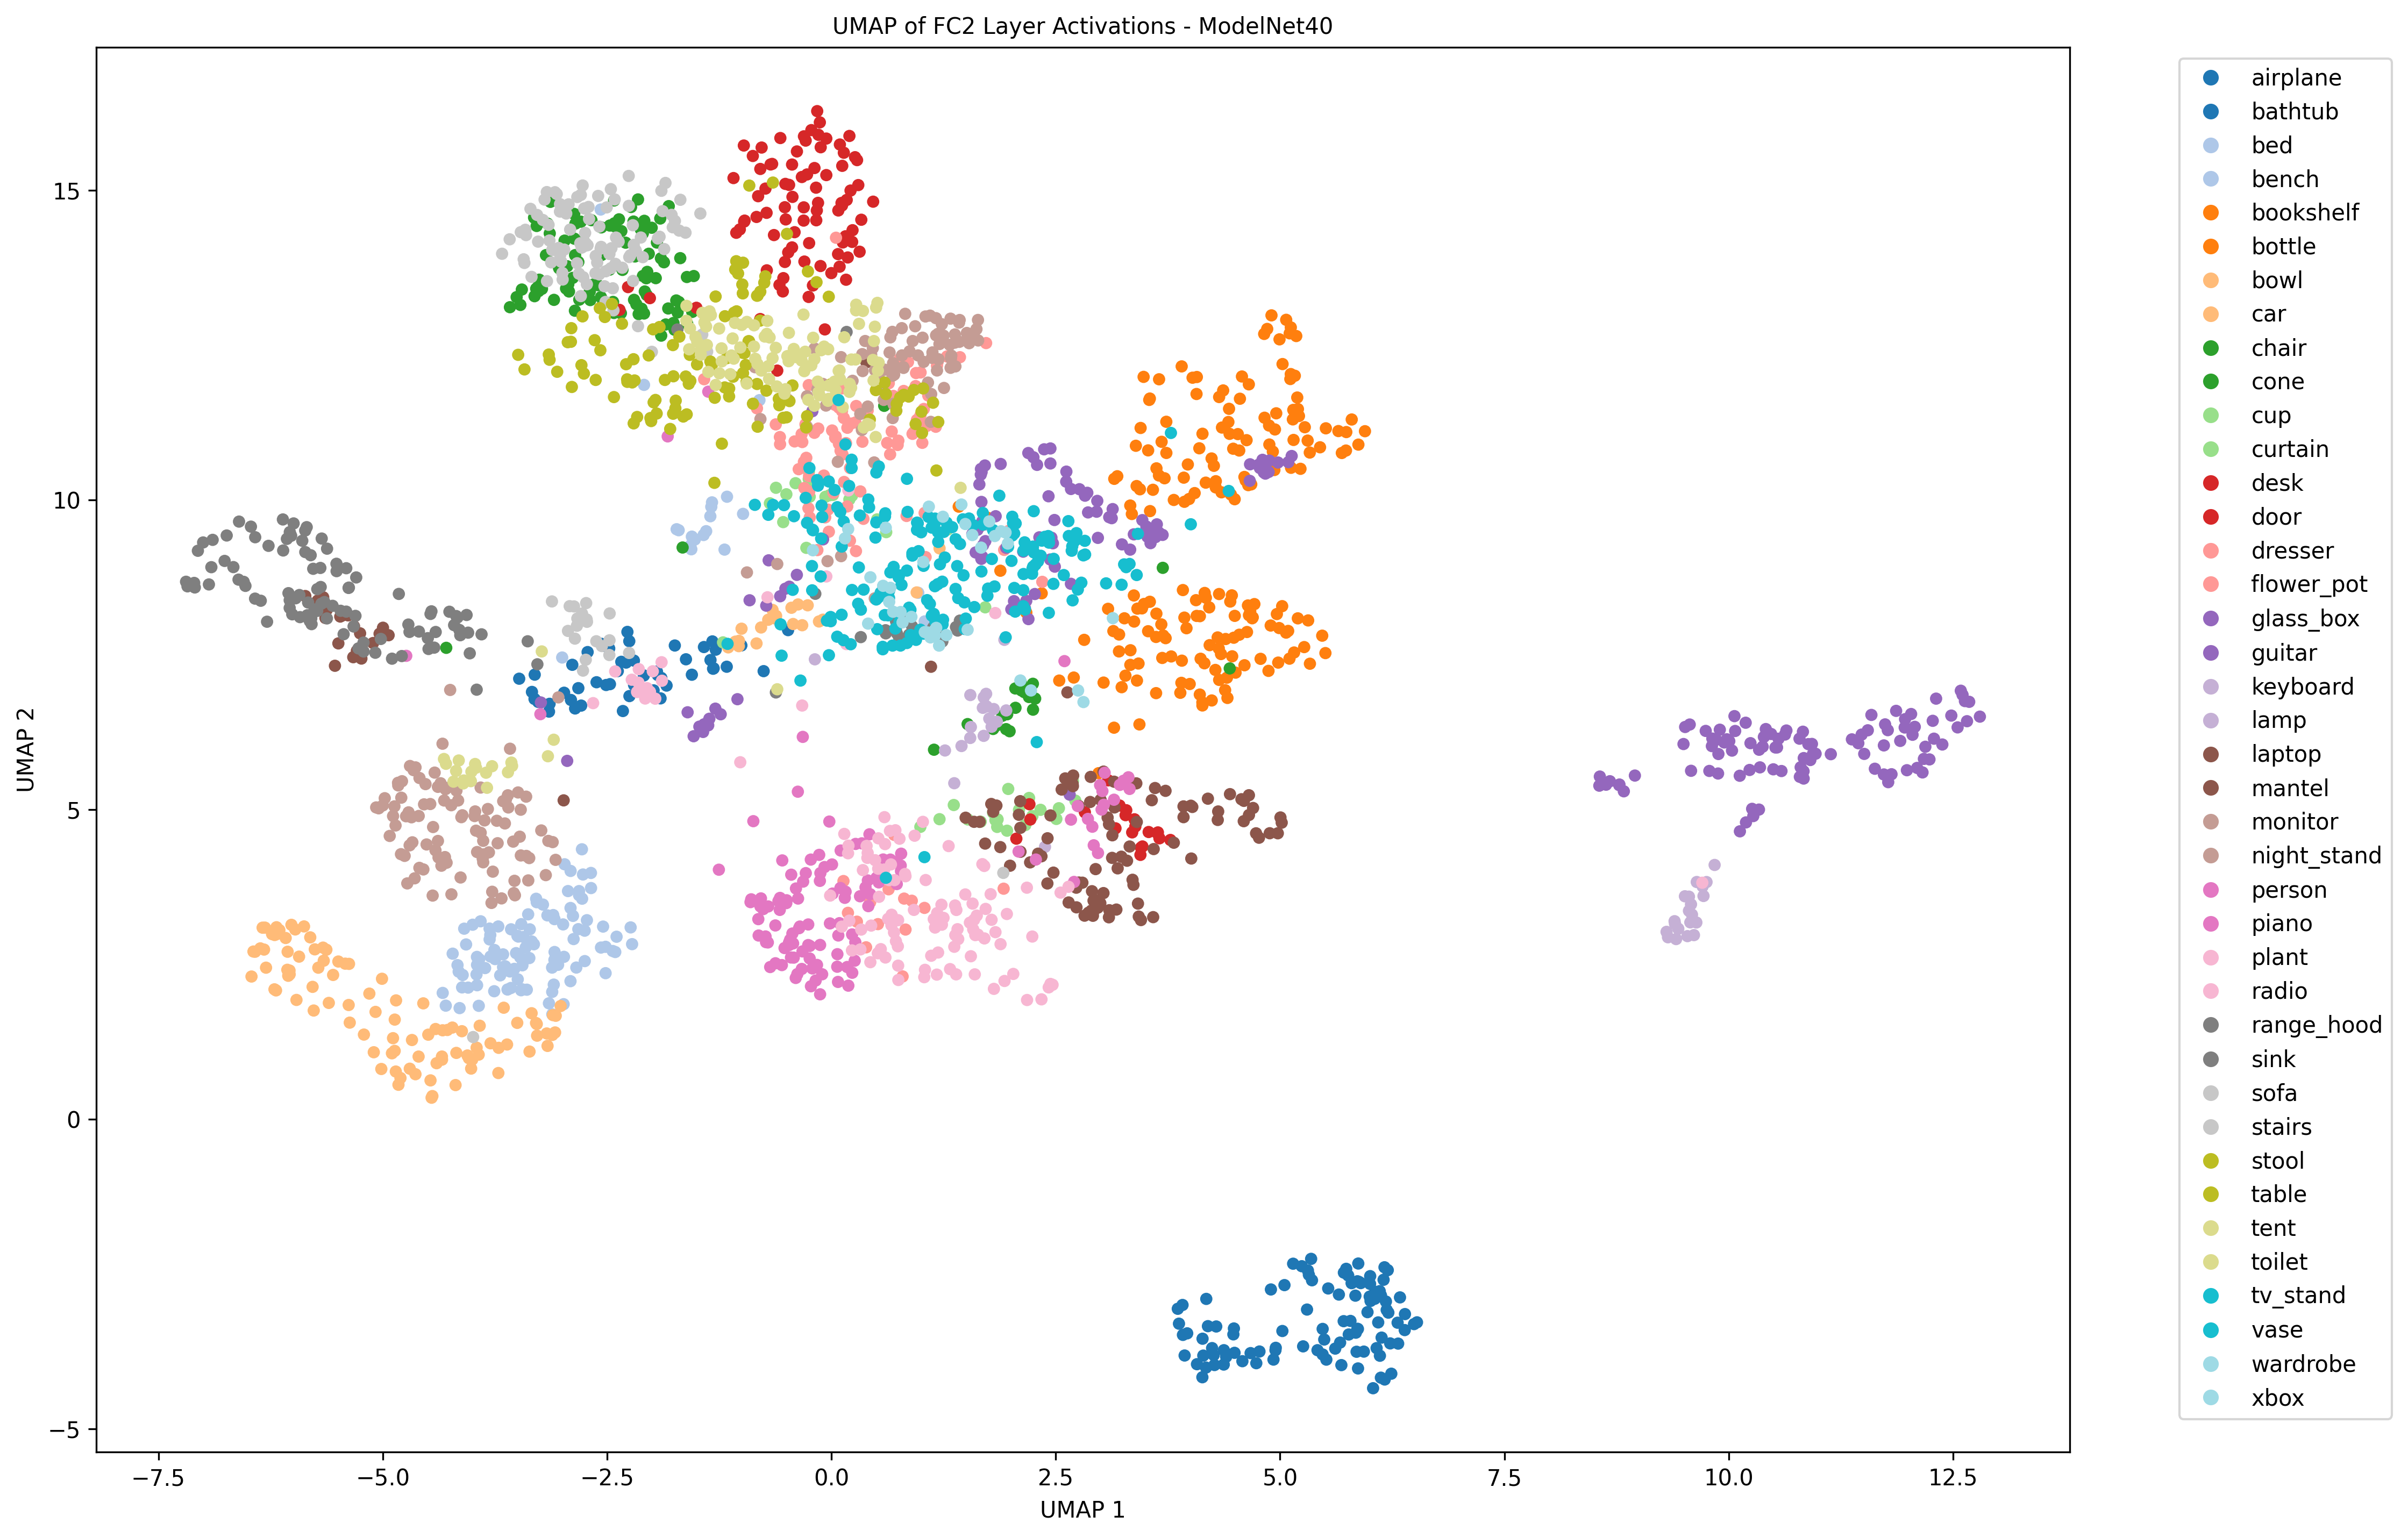 UMAP of FC2 Layer Activations - ModelNet40
UMAP 2
15
10
5
0
−5
−7.5
−5.0
−2.5
0.0
2.5
5.0
7.5
10.0
12.5
UMAP 1
airplane
bathtub
bed
bench
bookshelf
bottle
bowl
car
chair
cone
cup
curtain
desk
door
dresser
flower_pot
glass_box
guitar
keyboard
lamp
laptop
mantel
monitor
night_stand
person
piano
plant
radio
range_hood
sink
sofa
stairs
stool
table
tent
toilet
tv_stand
vase
wardrobe
xbox